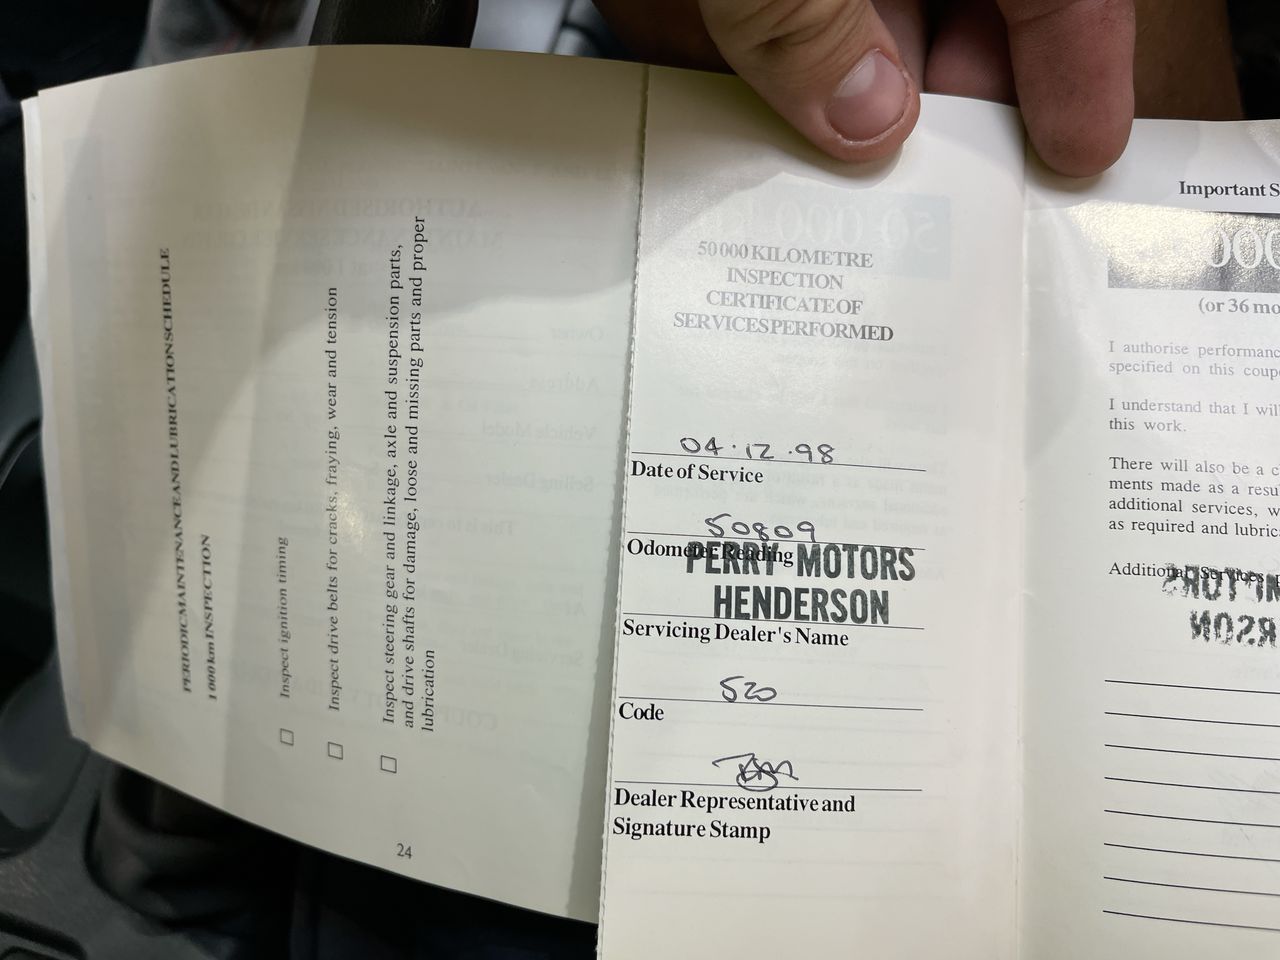 PERIODIC MAINTENANCE AND LUBRICATION SCHEDULE
1 000 km INSPECTION
Inspect ignition timing
Inspect drive belts for cracks, fraying, wear and tension
Inspect steering gear and linkage, axle and suspension parts,
and drive shafts for damage, loose and missing parts and proper
lubrication
24
50 000 KILOMETRE
INSPECTION
CERTIFICATE OF
SERVICES PERFORMED
04.12.98
Date of Service
50809
Odometer Reading
PERRY MOTORS
HENDERSON
Servicing Dealer's Name
520
Code
Dealer Representative and
Signature Stamp
Important S
000
(or 36 mo
I authorise performanc
specified on this coupo
I understand that I wil
this work.
There will also be a c
ments made as a resu
additional services, w
as required and lubric
Additional Services